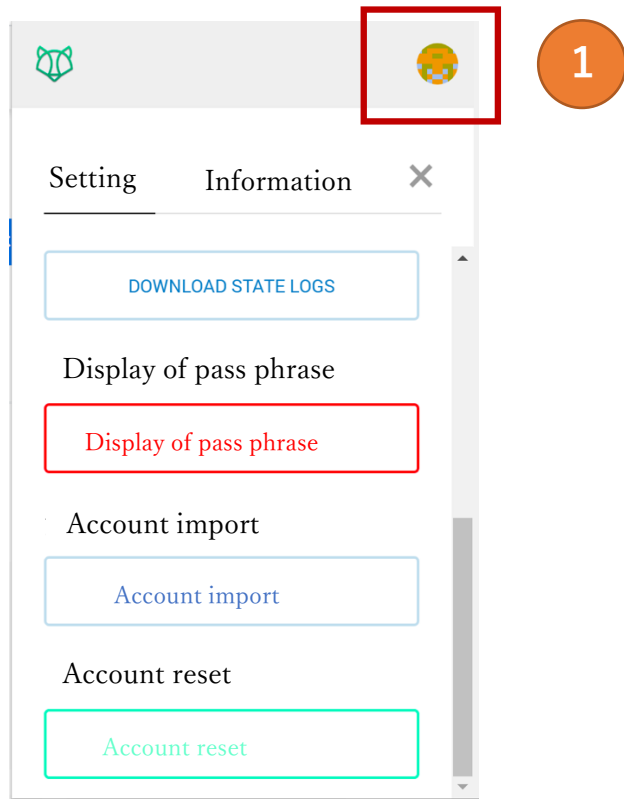 1
Setting Information
DOWNLOAD STATE LOGS
Display of pass phrase
Display of pass phrase
Account import
Account import
Account reset
Account reset